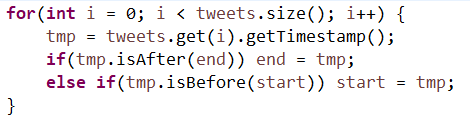 for(int i = 0; i < tweets.size(); i++) {
    tmp = tweets.get(i).getTimestamp();
    if(tmp.isAfter(end)) end = tmp;
    else if(tmp.isBefore(start)) start = tmp;
}